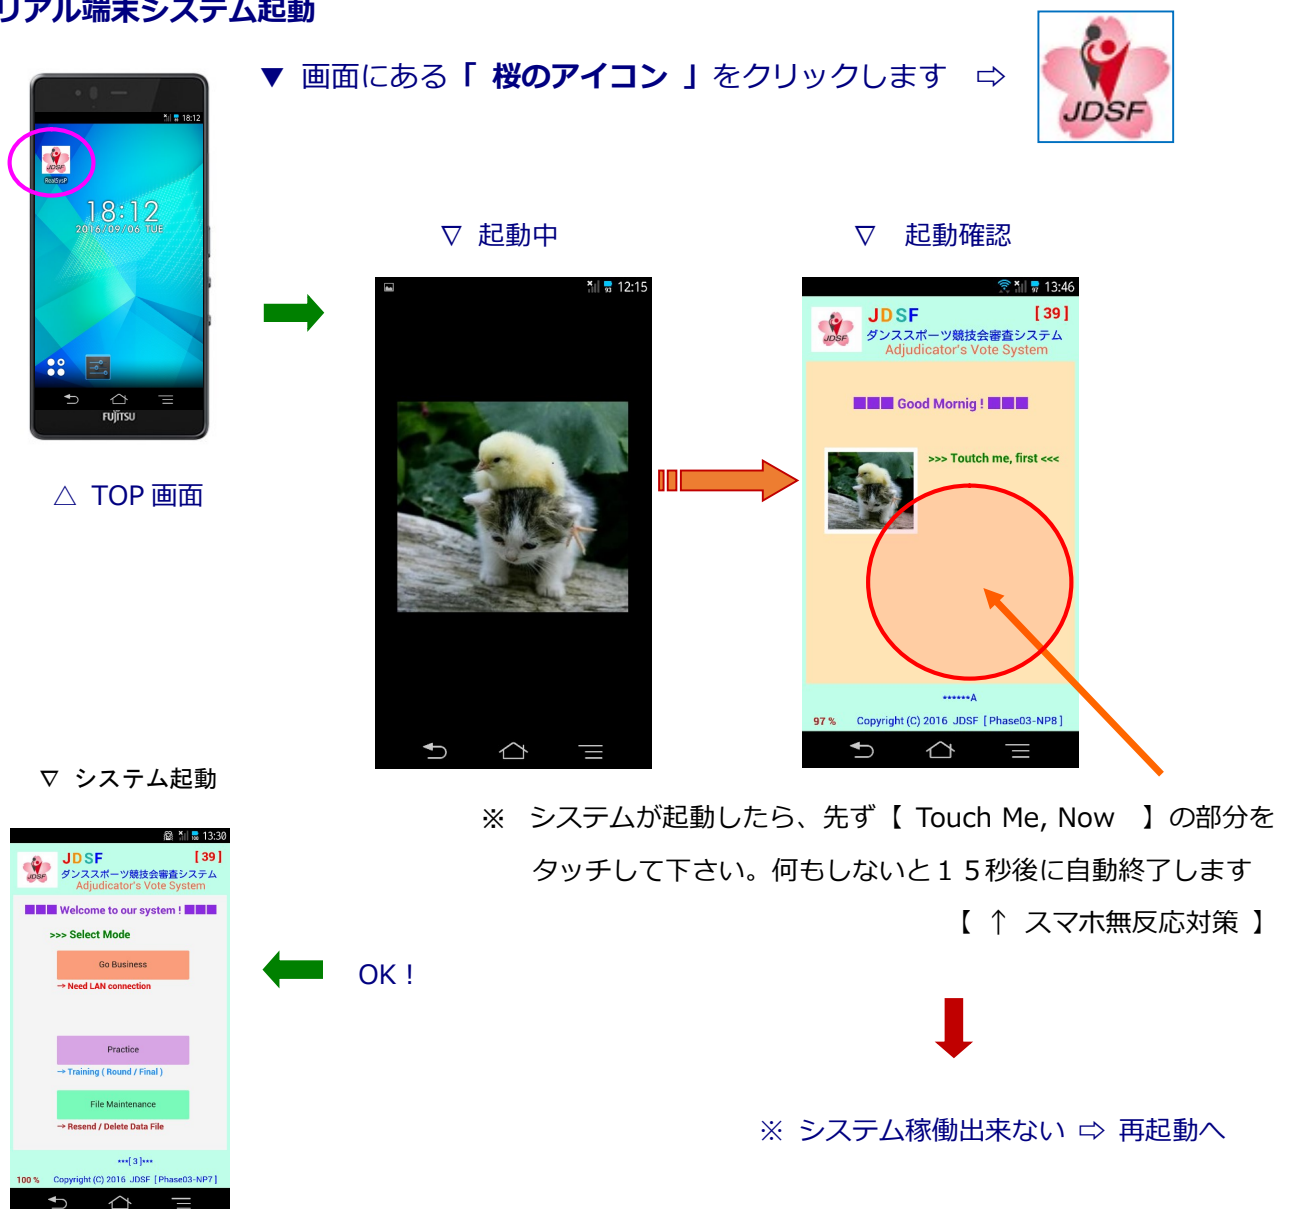 リアル端末システム起動
▼ 画面にある「 桜のアイコン 」をクリックします ⇨
JDSF
18:12
JDSF
RealSysP
18:12
2016/09/06 TUE
FUJITSU
△ TOP 画面
▽ 起動中
93 12:15
▽ 起動確認
97 13:46
JDSF
JDSF [ 39 ]
ダンススポーツ競技会審査システム
Adjudicator's Vote System
■■■ Good Mornig ! ■■■
>>> Toutch me, first <<<
******A
97 % Copyright (C) 2016 JDSF [ Phase03-NP8 ]
※ システムが起動したら、先ず【 Touch Me, Now 】の部分を
タッチして下さい。何もしないと１５秒後に自動終了します
【 ↑ スマホ無反応対策 】
▽ システム起動
100 13:30
JDSF
JDSF [ 39 ]
ダンススポーツ競技会審査システム
Adjudicator's Vote System
■■■ Welcome to our system ! ■■■
>>> Select Mode
Go Business
→ Need LAN connection
Practice
→ Training ( Round / Final )
File Maintenance
→ Resend / Delete Data File
***[ 3 ]***
100 % Copyright (C) 2016 JDSF [ Phase03-NP7 ]
OK !
※ システム稼働出来ない ⇨ 再起動へ